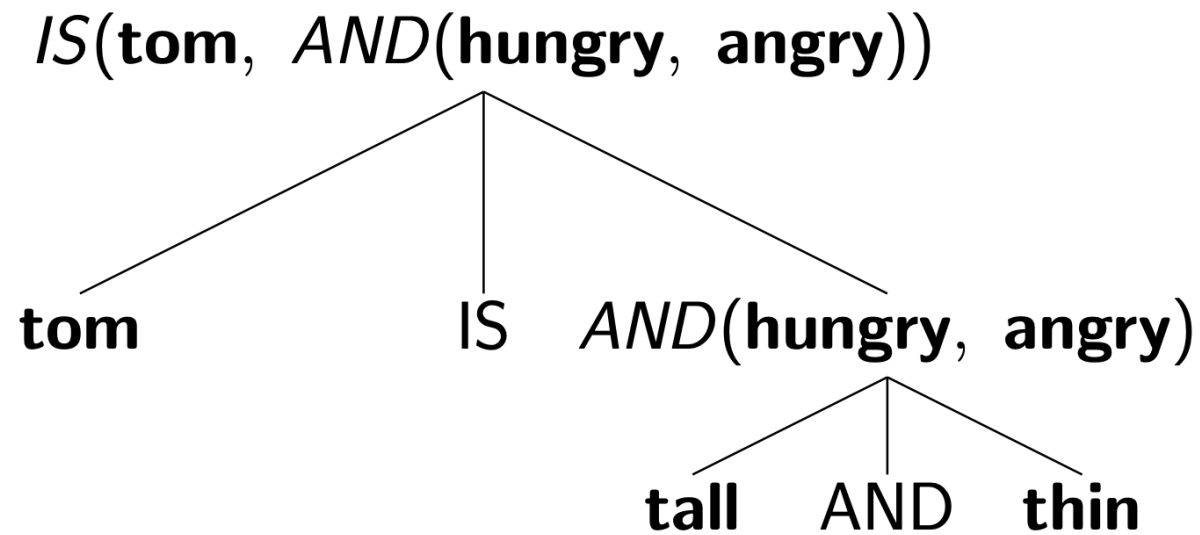 IS(tom, AND(hungry, angry))
tom IS AND(hungry, angry)
tall AND thin